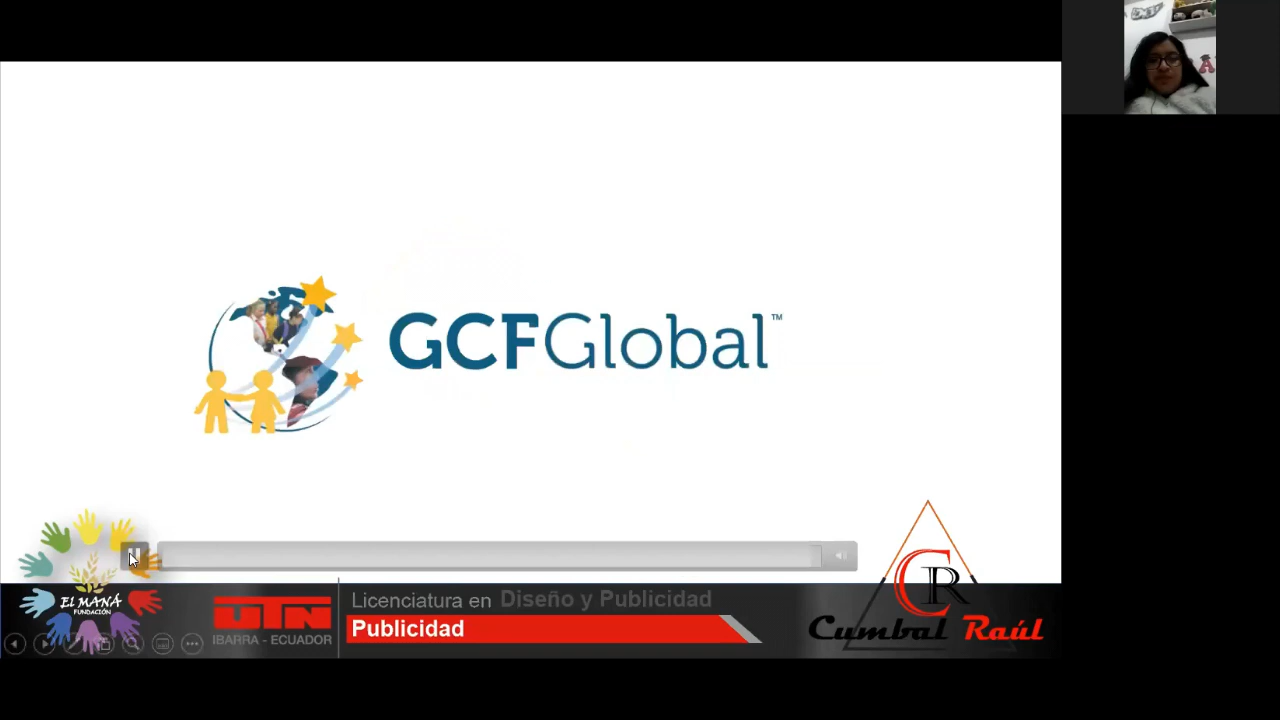 GCFGlobal™
EL MANÁ
FUNDACIÓN
UTN
IBARRA - ECUADOR
Licenciatura en Diseño y Publicidad
Publicidad
CR
Cumbal Raúl